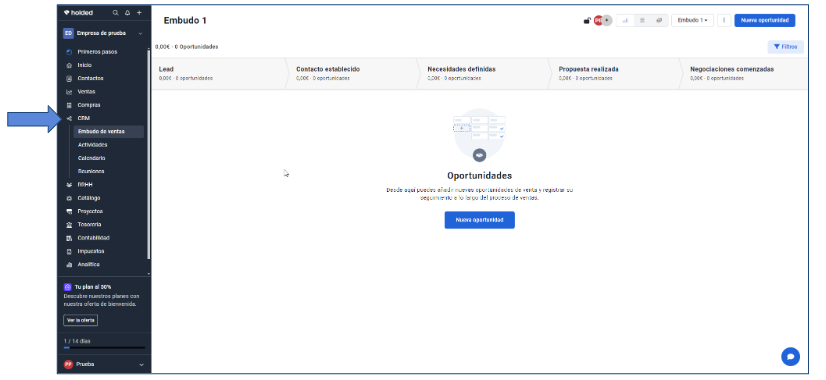 holded
Embudo 1
PR
Embudo 1
Nueva oportunidad
ED Empresa de prueba
0,00€ · 0 Oportunidades
Filtros
Primeros pasos
Inicio
Contactos
Ventas
Compras
CRM
Embudo de ventas
Actividades
Calendario
Reuniones
RRHH
Catálogo
Proyectos
Tesorería
Contabilidad
Impuestos
Analítica
Lead
0,00€ · 0 oportunidades
Contacto establecido
0,00€ · 0 oportunidades
Necesidades definidas
0,00€ · 0 oportunidades
Propuesta realizada
0,00€ · 0 oportunidades
Negociaciones comenzadas
0,00€ · 0 oportunidades
Oportunidades
Desde aquí puedes añadir nuevas oportunidades de venta y registrar su
seguimiento a lo largo del proceso de ventas.
Nueva oportunidad
Tu plan al 50%
Descubre nuestros planes con
nuestra oferta de bienvenida.
Ver la oferta
1 / 14 días
Prueba